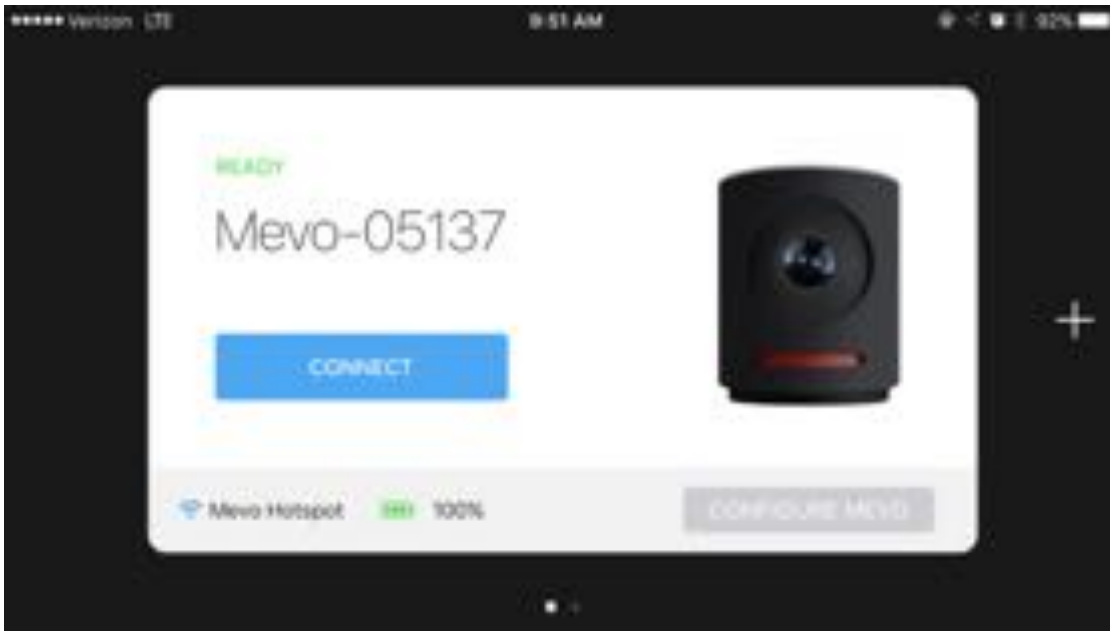 Verizon LTE
9:51 AM
92%
READY
Mevo-05137
CONNECT
Mevo Hotspot
100%
CONFIGURE MEVO